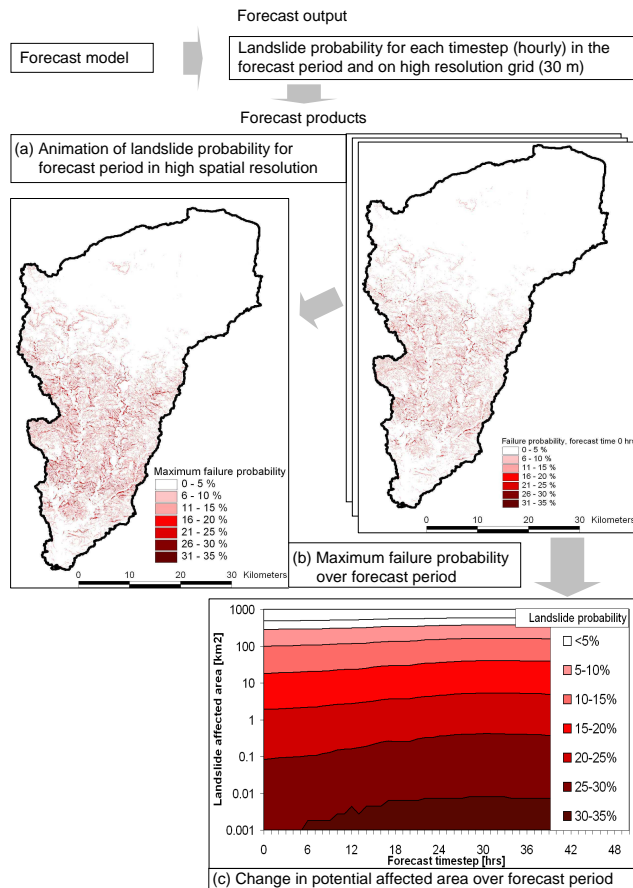 Forecast output
Forecast model
Landslide probability for each timestep (hourly) in the
forecast period and on high resolution grid (30 m)
Forecast products
(a) Animation of landslide probability for
forecast period in high spatial resolution
Maximum failure probability
0 - 5 %
6 - 10 %
11 - 15 %
16 - 20 %
21 - 25 %
26 - 30 %
31 - 35 %
0 10 20 30
Kilometers
Failure probability, forecast time 0 hrs
0 - 5 %
6 - 10 %
11 - 15 %
16 - 20 %
21 - 25 %
26 - 30 %
31 - 35 %
0 10 20 30
Kilometers
(b) Maximum failure probability
over forecast period
Landslide affected area [km2]
1000
100
10
1
0.1
0.01
0.001
0 6 12 18 24 30 36 42 48
Forecast timestep [hrs]
Landslide probability
<5%
5-10%
10-15%
15-20%
20-25%
25-30%
30-35%
(c) Change in potential affected area over forecast period